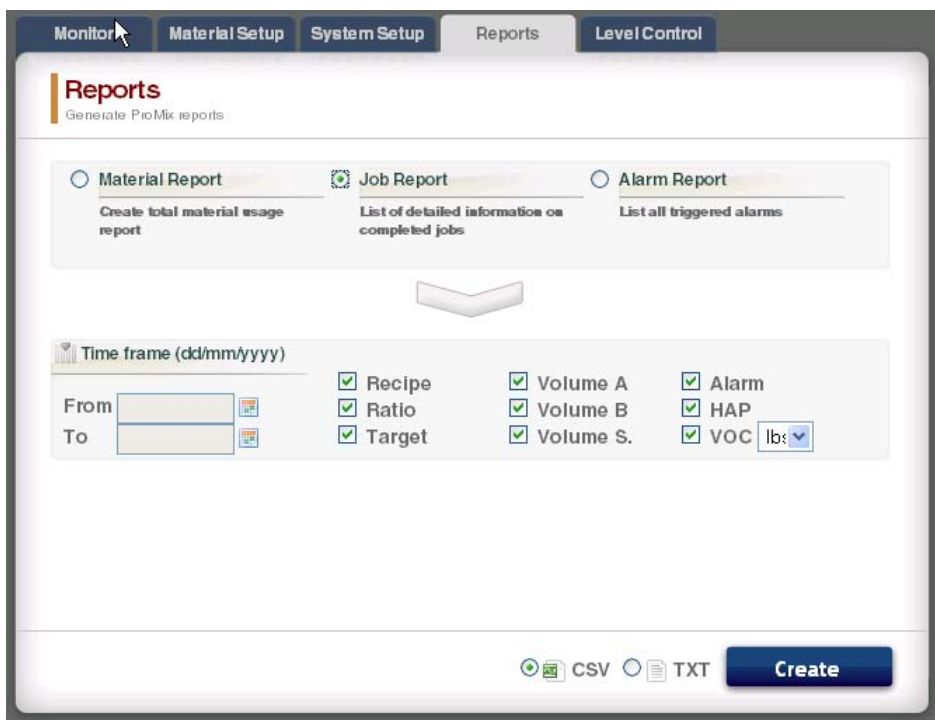 Monitor Material Setup System Setup Reports Level Control
Reports
Generate ProMix reports
Material Report Job Report Alarm Report
Create total material usage List of detailed information on List all triggered alarms
report completed jobs
Time frame (dd/mm/yyyy)
Recipe Volume A Alarm
From Ratio Volume B HAP
To Target Volume S. VOC lbs
CSV TXT Create